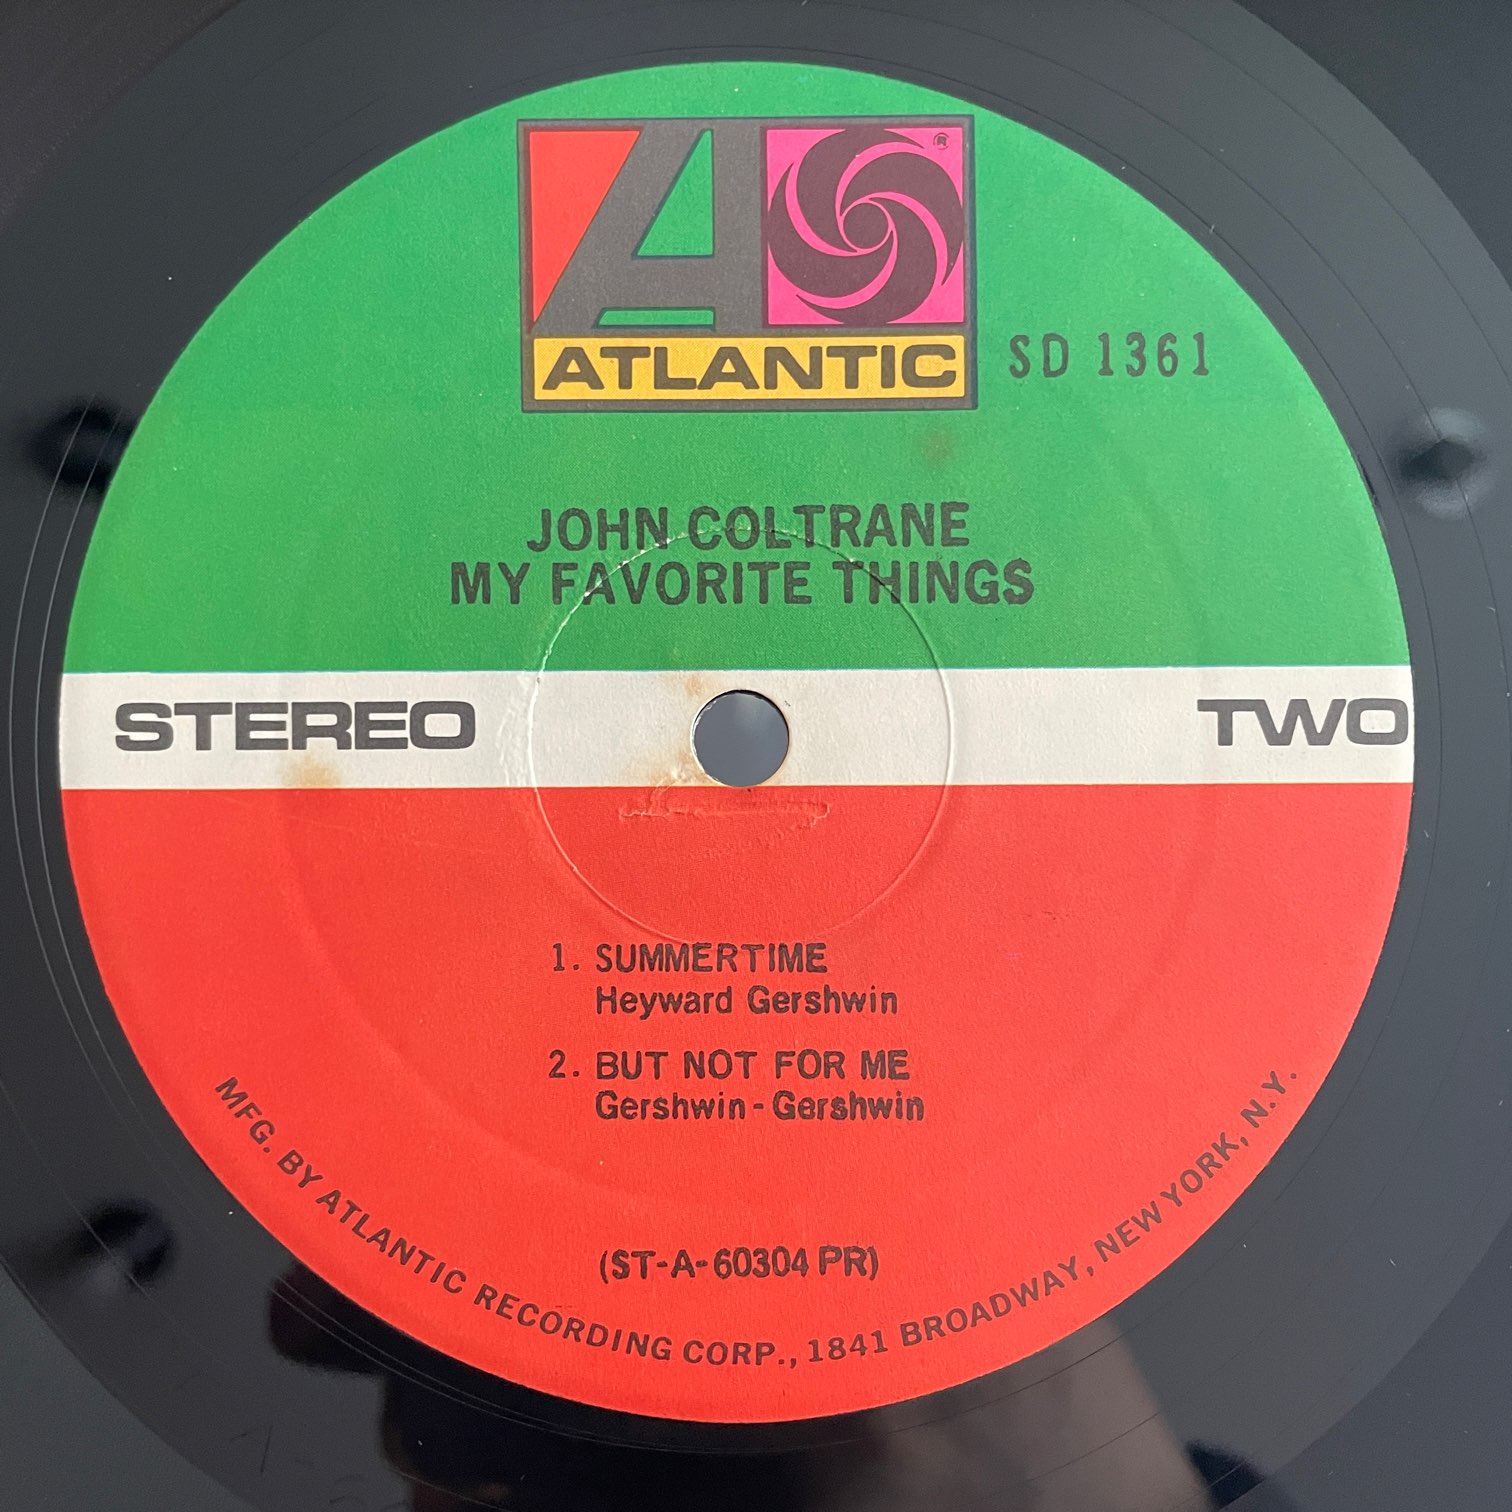 ®
ATLANTIC
SD 1361
JOHN COLTRANE
MY FAVORITE THINGS
STEREO
TWO
1. SUMMERTIME
Heyward Gershwin
2. BUT NOT FOR ME
Gershwin - Gershwin
(ST-A-60304 PR)
MFG. BY ATLANTIC RECORDING CORP., 1841 BROADWAY, NEW YORK, N.Y.